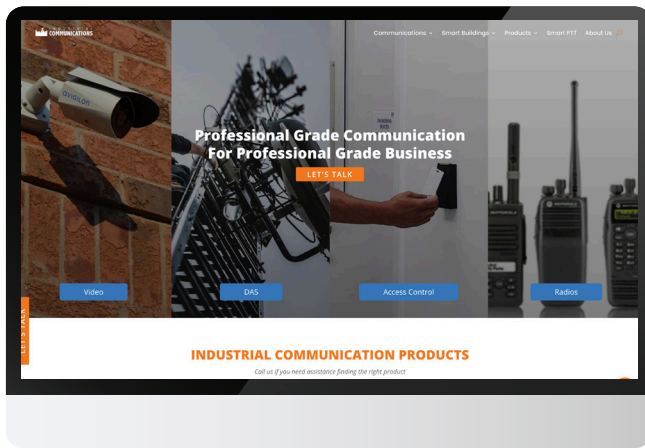 INDUSTRIAL
COMMUNICATIONS
Communications
Smart Buildings
Products
Smart PTT
About Us
AVIGILON
Professional Grade Communication
For Professional Grade Business
LET'S TALK
Video
DAS
Access Control
Radios
LET'S TALK
INDUSTRIAL COMMUNICATION PRODUCTS
Call us if you need assistance finding the right product